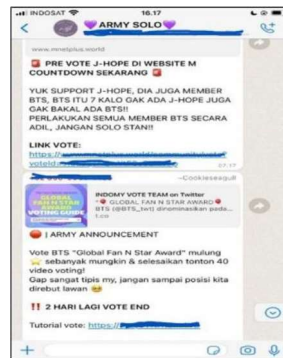 INDOSAT
16.17
ARMY SOLO
www.mnetplus.world
PRE VOTE J-HOPE DI WEBSITE M
COUNTDOWN SEKARANG
YUK SUPPORT J-HOPE, DIA JUGA MEMBER
BTS, BTS ITU 7 KALO GAK ADA J-HOPE JUGA
GAK BAKAL ADA BTS!!
PERLAKUKAN SEMUA MEMBER BTS SECARA
ADIL, JANGAN SOLO STAN!!
LINK VOTE:
07.17
~Cookieseagull
GLOBAL
FAN N STAR
AWARD
VOTING GUIDE
INDOMY VOTE TEAM on Twitter
"GLOBAL FAN N STAR AWARD
BTS (@BTS_twt) dinominasikan pada...
t.co
| ARMY ANNOUNCEMENT
Vote BTS "Global Fan N Star Award" mulung
sebanyak mungkin & selesaikan tonton 40
video voting!
Gap sangat tipis my, jangan sampai posisi kita
direbut lawan
!! 2 HARI LAGI VOTE END
Tutorial vote: https://